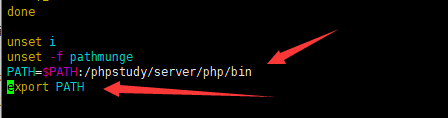 done
unset i
unset -f pathmunge
PATH=$PATH:/phpstudy/server/php/bin
export PATH